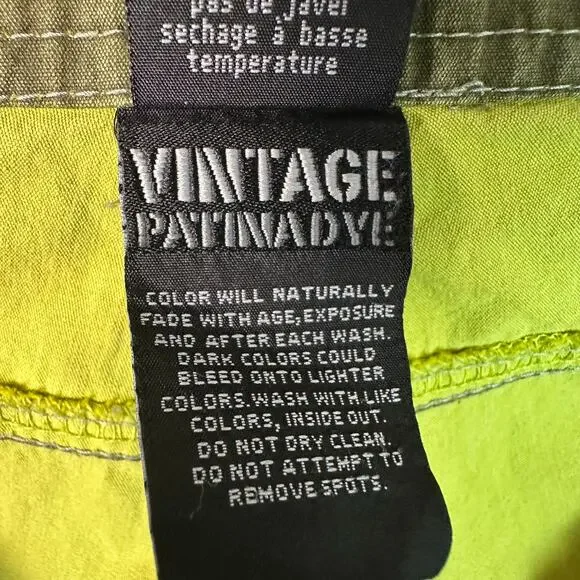 pas de javel
sechage à basse
temperature
VINTAGE
PATINA DYE
COLOR WILL NATURALLY
FADE WITH AGE, EXPOSURE
AND AFTER EACH WASH.
DARK COLORS COULD
BLEED ONTO LIGHTER
COLORS. WASH WITH LIKE
COLORS, INSIDE OUT.
DO NOT DRY CLEAN.
DO NOT ATTEMPT TO
REMOVE SPOTS.